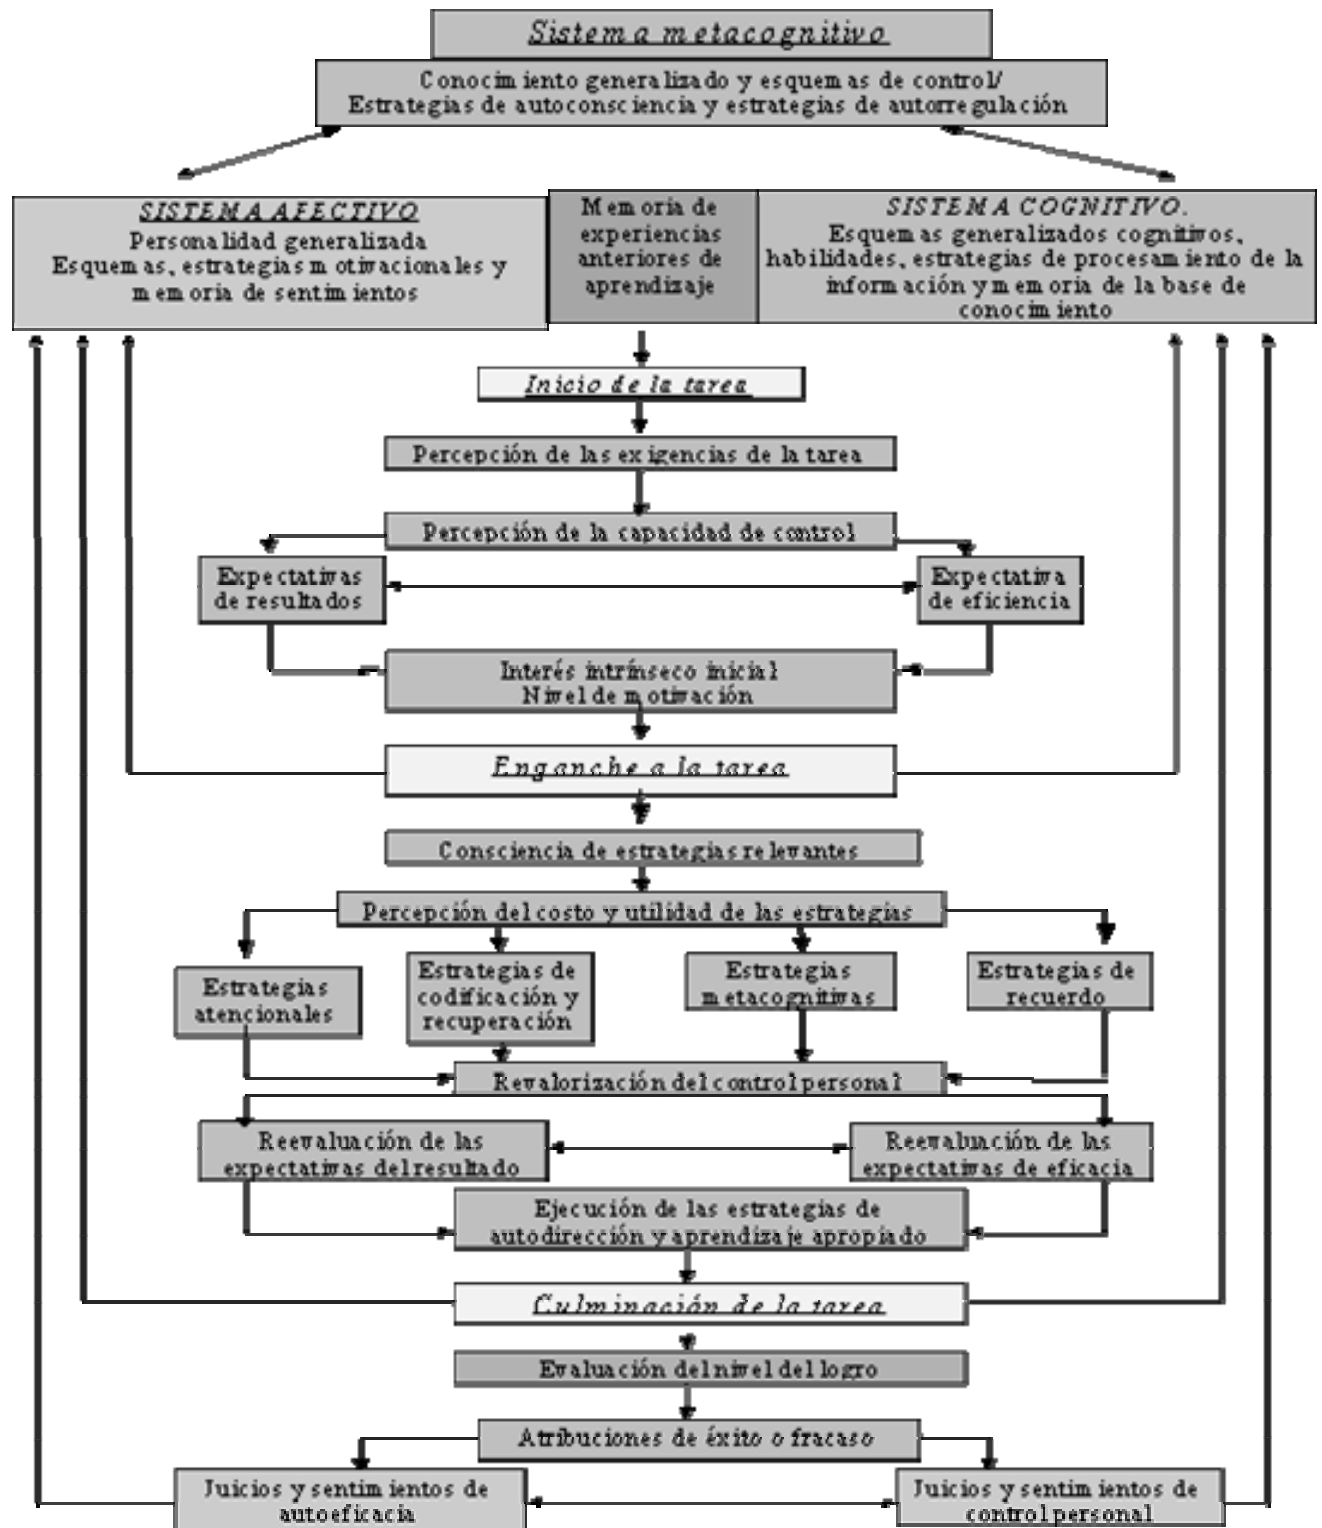 Sistema metacognitivo
Conocimiento generalizado y esquemas de control/
Estrategias de autoconsciencia y estrategias de autorregulación
SISTEMA AFECTIVO
Personalidad generalizada
Esquemas, estrategias motivacionales y
memoria de sentimientos
Memoria de
experiencias
anteriores de
aprendizaje
SISTEMA COGNITIVO.
Esquemas generalizados cognitivos,
habilidades, estrategias de procesamiento de la
información y memoria de la base de
conocimiento
Inicio de la tarea
Percepción de las exigencias de la tarea
Percepción de la capacidad de control
Expectativas
de resultados
Expectativa
de eficiencia
Interés intrínseco inicial
Nivel de motivación
Enganche a la tarea
Consciencia de estrategias relevantes
Percepción del costo y utilidad de las estrategias
Estrategias
atencionales
Estrategias de
codificación y
recuperación
Estrategias
metacognitivas
Estrategias de
recuerdo
Revalorización del control personal
Reevaluación de las
expectativas del resultado
Reevaluación de las
expectativas de eficacia
Ejecución de las estrategias de
autodirección y aprendizaje apropiado
Culminación de la tarea
Evaluación del nivel del logro
Atribuciones de éxito o fracaso
Juicios y sentimientos de
autoeficacia
Juicios y sentimientos de
control personal